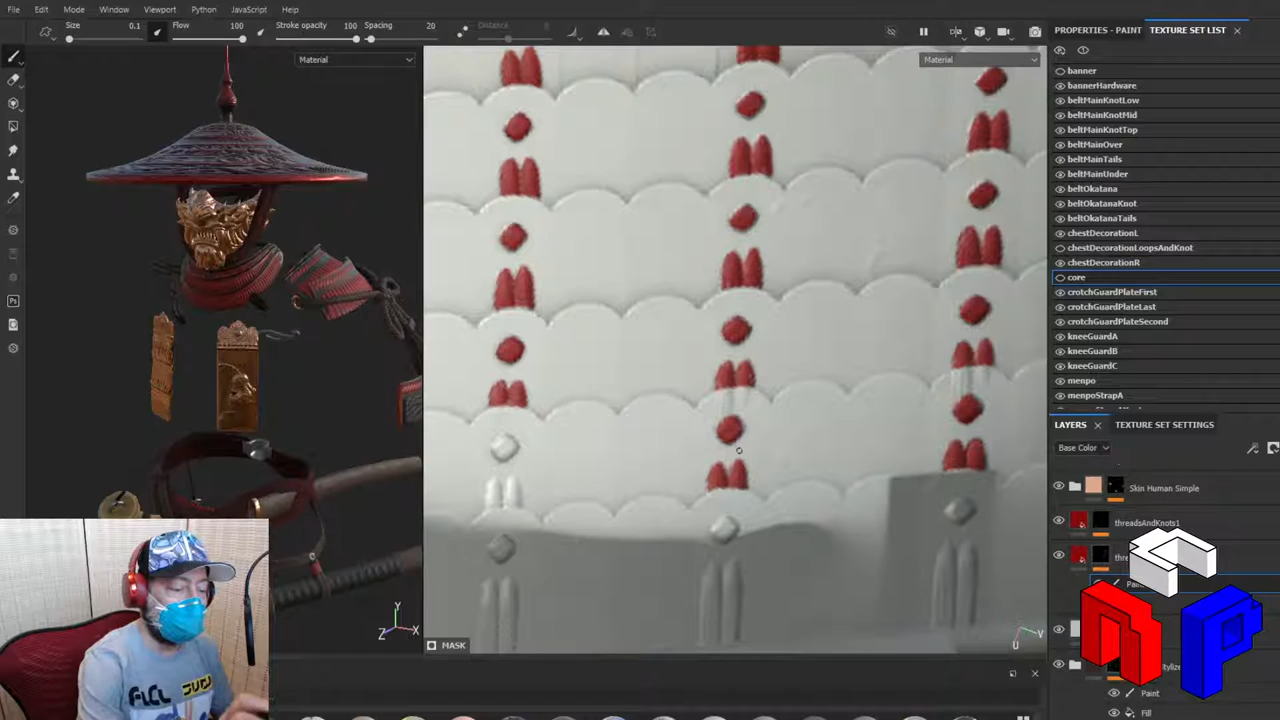 File Edit Mode Window Viewport Python JavaScript Help
Size 0.1 Flow 100 Stroke opacity 100 Spacing 20 Distance
PROPERTIES - PAINT TEXTURE SET LIST
Material
Material
banner
bannerHardware
beltMainKnotLow
beltMainKnotMid
beltMainKnotTop
beltMainOver
beltMainTails
beltMainUnder
beltOkatana
beltOkatanaKnot
beltOkatanaTails
chestDecorationL
chestDecorationLoopsAndKnot
chestDecorationR
core
crotchGuardPlateFirst
crotchGuardPlateLast
crotchGuardPlateSecond
kneeGuardA
kneeGuardB
kneeGuardC
menpo
menpoStrapA
LAYERS TEXTURE SET SETTINGS
Base Color
Skin Human Simple
threadsAndKnots1
Paint
Fill
Ps
Y
Z X
MASK
U V
FLCL